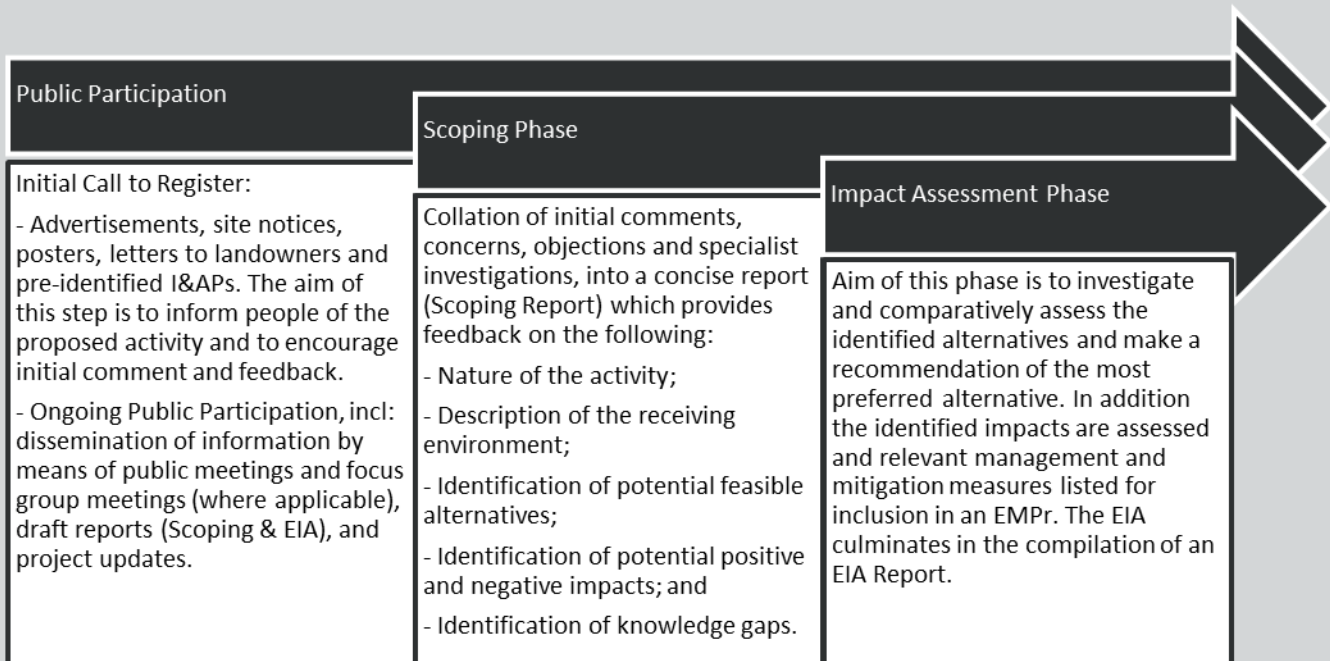 Public Participation
Initial Call to Register:
- Advertisements, site notices,
posters, letters to landowners and
pre-identified I&APs. The aim of
this step is to inform people of the
proposed activity and to encourage
initial comment and feedback.
- Ongoing Public Participation, incl:
dissemination of information by
means of public meetings and focus
group meetings (where applicable),
draft reports (Scoping & EIA), and
project updates.
Scoping Phase
Collation of initial comments,
concerns, objections and specialist
investigations, into a concise report
(Scoping Report) which provides
feedback on the following:
- Nature of the activity;
- Description of the receiving
environment;
- Identification of potential feasible
alternatives;
- Identification of potential positive
and negative impacts; and
- Identification of knowledge gaps.
Impact Assessment Phase
Aim of this phase is to investigate
and comparatively assess the
identified alternatives and make a
recommendation of the most
preferred alternative. In addition
the identified impacts are assessed
and relevant management and
mitigation measures listed for
inclusion in an EMPr. The EIA
culminates in the compilation of an
EIA Report.